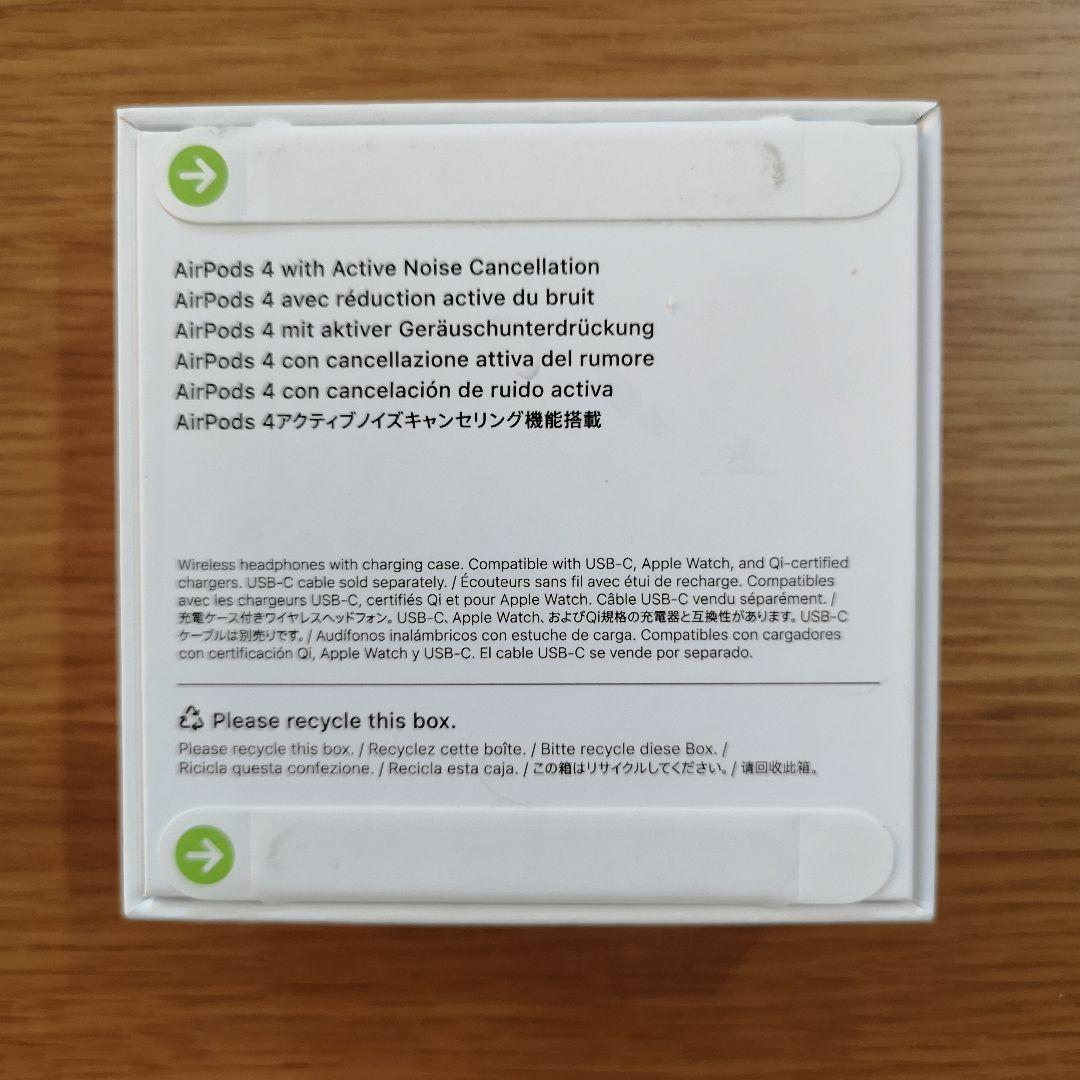 AirPods 4 with Active Noise Cancellation
AirPods 4 avec réduction active du bruit
AirPods 4 mit aktiver Geräuschunterdrückung
AirPods 4 con cancellazione attiva del rumore
AirPods 4 con cancelación de ruido activa
AirPods 4アクティブノイズキャンセリング機能搭載
Wireless headphones with charging case. Compatible with USB-C, Apple Watch, and Qi-certified
chargers. USB-C cable sold separately. / Écouteurs sans fil avec étui de recharge. Compatibles
avec les chargeurs USB-C, certifiés Qi et pour Apple Watch. Câble USB-C vendu séparément. /
充電ケース付きワイヤレスヘッドフォン。USB-C、Apple Watch、およびQi規格の充電器と互換性があります。USB-C
ケーブルは別売りです。/ Audífonos inalámbricos con estuche de carga. Compatibles con cargadores
con certificación Qi, Apple Watch y USB-C. El cable USB-C se vende por separado.
Please recycle this box.
Please recycle this box. / Recyclez cette boîte. / Bitte recycle diese Box. /
Ricicla questa confezione. / Recicla esta caja. / この箱はリサイクルしてください。/ 请回收此箱。